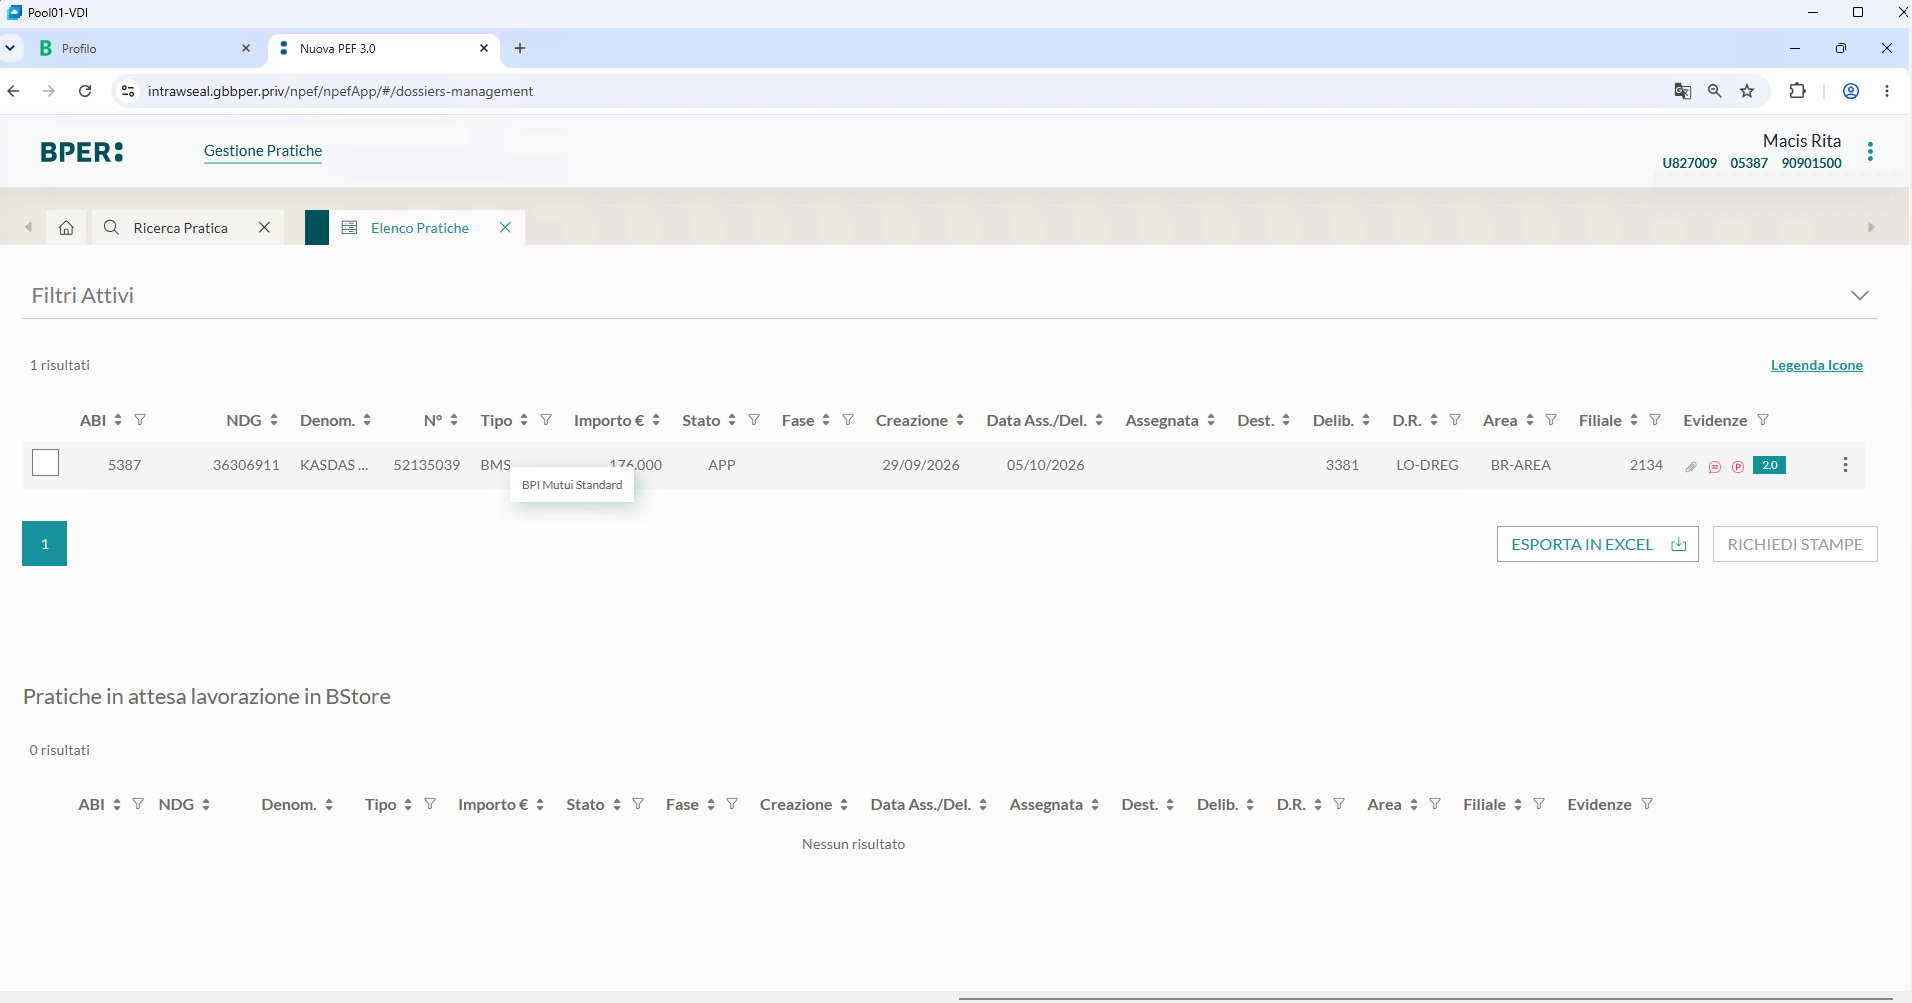 Pool01-VDI
Profilo
Nuova PEF 3.0
intrawseal.gbbper.priv/npef/npefApp/#/dossiers-management
BPER:
Gestione Pratiche
Macis Rita
U827009 05387 90901500
Ricerca Pratica
Elenco Pratiche
Filtri Attivi
1 risultati
Legenda Icone
ABI NDG Denom. N° Tipo Importo € Stato Fase Creazione Data Ass./Del. Assegnata Dest. Delib. D.R. Area Filiale Evidenze
5387 36306911 KASDAS ... 52135039 BMS 176.000 APP 29/09/2026 05/10/2026 3381 LO-DREG BR-AREA 2134 P 2.0
BPI Mutui Standard
1
ESPORTA IN EXCEL
RICHIEDI STAMPE
Pratiche in attesa lavorazione in BStore
0 risultati
ABI NDG Denom. Tipo Importo € Stato Fase Creazione Data Ass./Del. Assegnata Dest. Delib. D.R. Area Filiale Evidenze
Nessun risultato